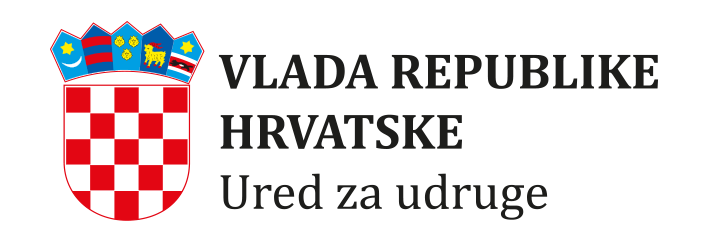 VLADA REPUBLIKE
HRVATSKE
Ured za udruge